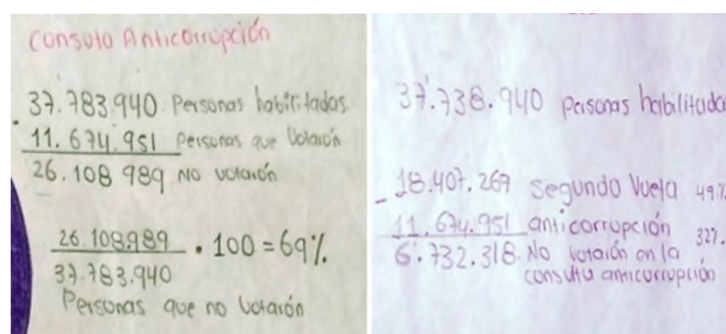 Consulta Anticorrupción
37.783.940 Personas habilitadas
- 11.674.951 Personas que Votarón
26.108 989 No votarón
26.108989 . 100 = 69%
37.783.940
Personas que no Votarón
37.738.940 personas habilitada
- 18.407.269 Segundo Vuelta 49%
11.674.951 anticorrupción 32%.
6.732.318. No votarón en la
consulta anticorrupción